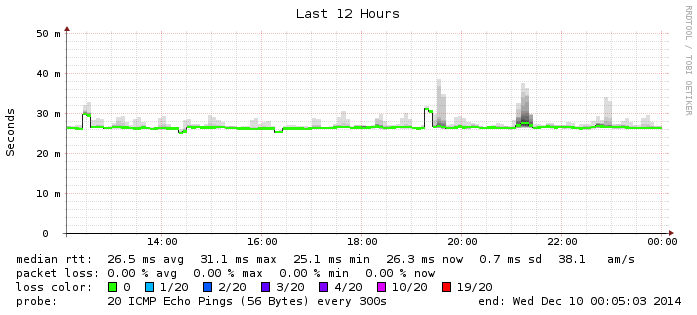 Last 12 Hours
RRDTOOL / TOBI OETIKER
Seconds
50 m
40 m
30 m
20 m
10 m
0
14:00 16:00 18:00 20:00 22:00 00:00
median rtt: 26.5 ms avg 31.1 ms max 25.1 ms min 26.3 ms now 0.7 ms sd 38.1 am/s
packet loss: 0.00 % avg 0.00 % max 0.00 % min 0.00 % now
loss color: 0 1/20 2/20 3/20 4/20 10/20 19/20
probe: 20 ICMP Echo Pings (56 Bytes) every 300s end: Wed Dec 10 00:05:03 2014